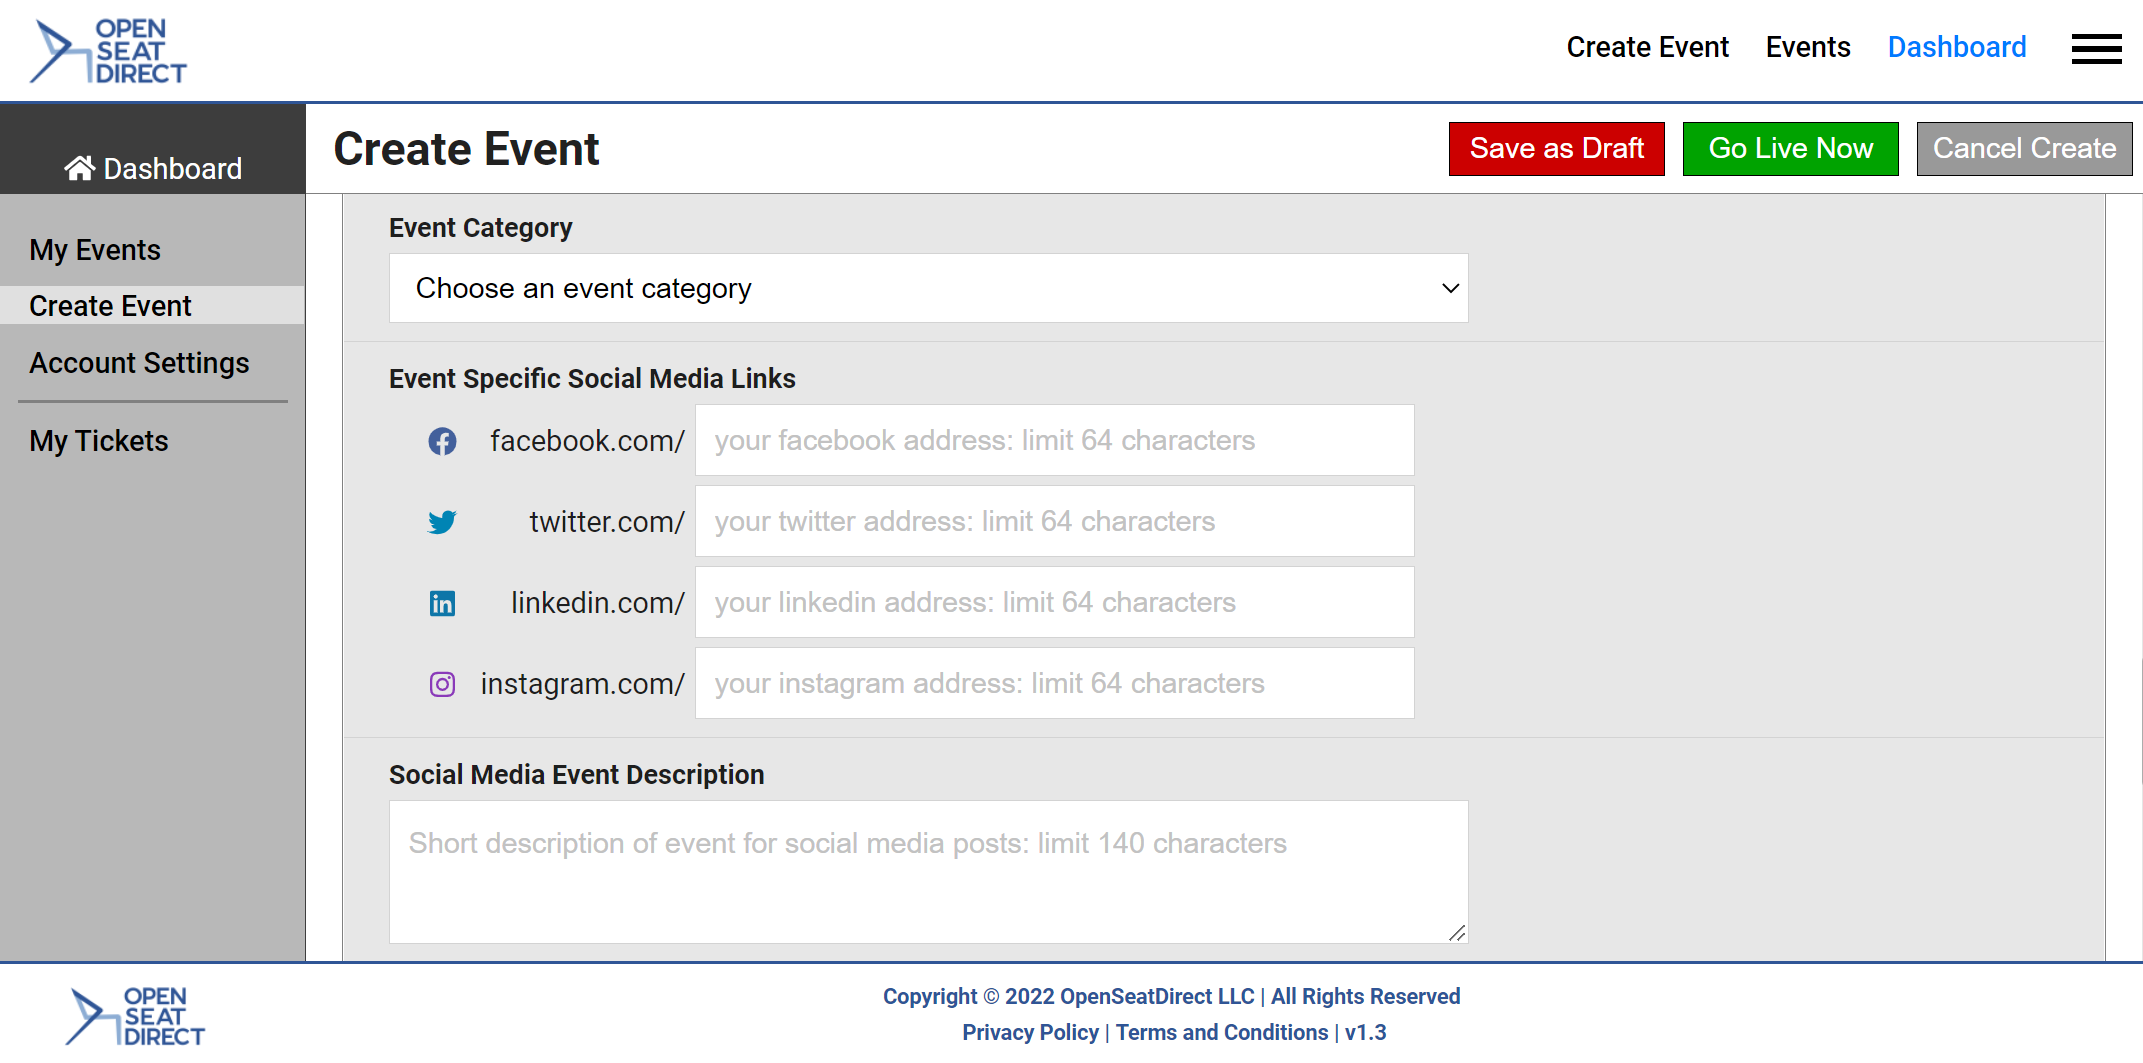 OPEN
SEAT
DIRECT
Create Event
Events
Dashboard
Dashboard
Create Event
Save as Draft
Go Live Now
Cancel Create
My Events
Create Event
Account Settings
My Tickets
Event Category
Choose an event category
Event Specific Social Media Links
facebook.com/
your facebook address: limit 64 characters
twitter.com/
your twitter address: limit 64 characters
linkedin.com/
your linkedin address: limit 64 characters
instagram.com/
your instagram address: limit 64 characters
Social Media Event Description
Short description of event for social media posts: limit 140 characters
OPEN
SEAT
DIRECT
Copyright © 2022 OpenSeatDirect LLC | All Rights Reserved
Privacy Policy | Terms and Conditions | v1.3